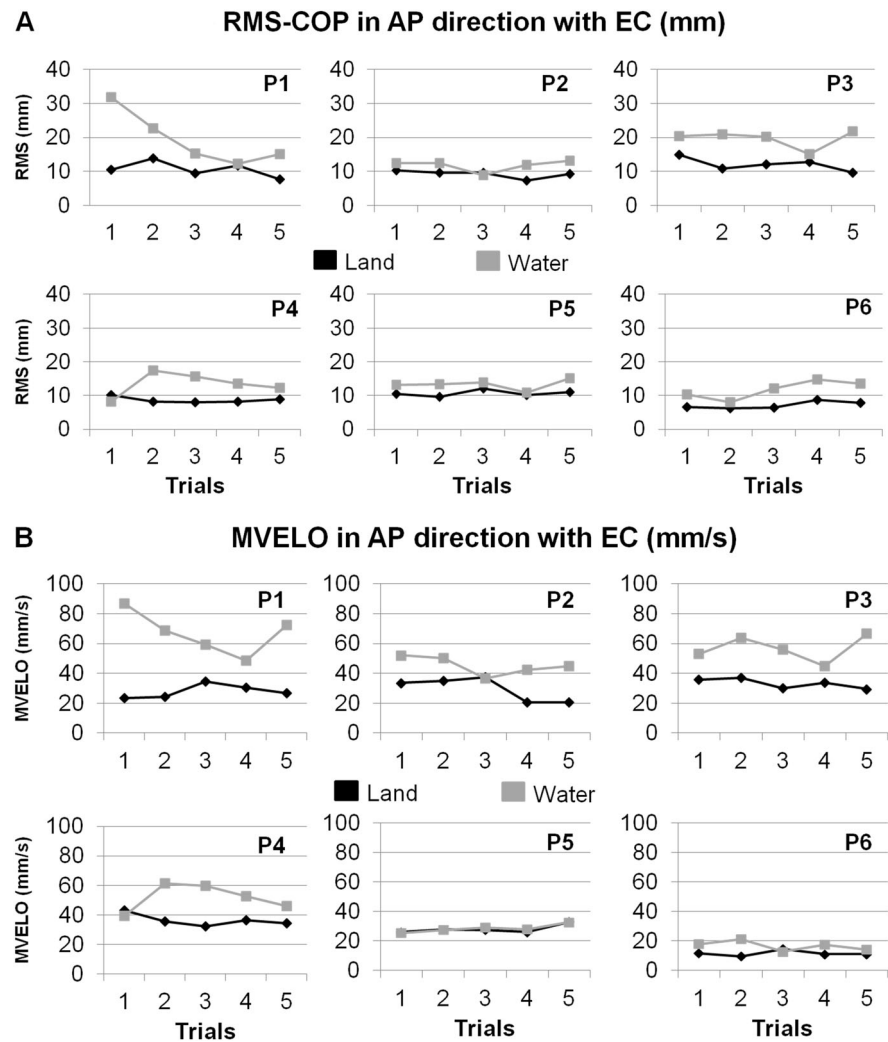 A RMS-COP in AP direction with EC (mm)
P1 P2 P3
RMS (mm)
40 40 40
30 30 30
20 20 20
10 10 10
0 0 0
1 2 3 4 5 1 2 3 4 5 1 2 3 4 5
Land Water
P4 P5 P6
RMS (mm)
40 40 40
30 30 30
20 20 20
10 10 10
0 0 0
1 2 3 4 5 1 2 3 4 5 1 2 3 4 5
Trials Trials Trials
B MVELO in AP direction with EC (mm/s)
P1 P2 P3
MVELO (mm/s)
100 100 100
80 80 80
60 60 60
40 40 40
20 20 20
0 0 0
1 2 3 4 5 1 2 3 4 5 1 2 3 4 5
Land Water
P4 P5 P6
MVELO (mm/s)
100 100 100
80 80 80
60 60 60
40 40 40
20 20 20
0 0 0
1 2 3 4 5 1 2 3 4 5 1 2 3 4 5
Trials Trials Trials